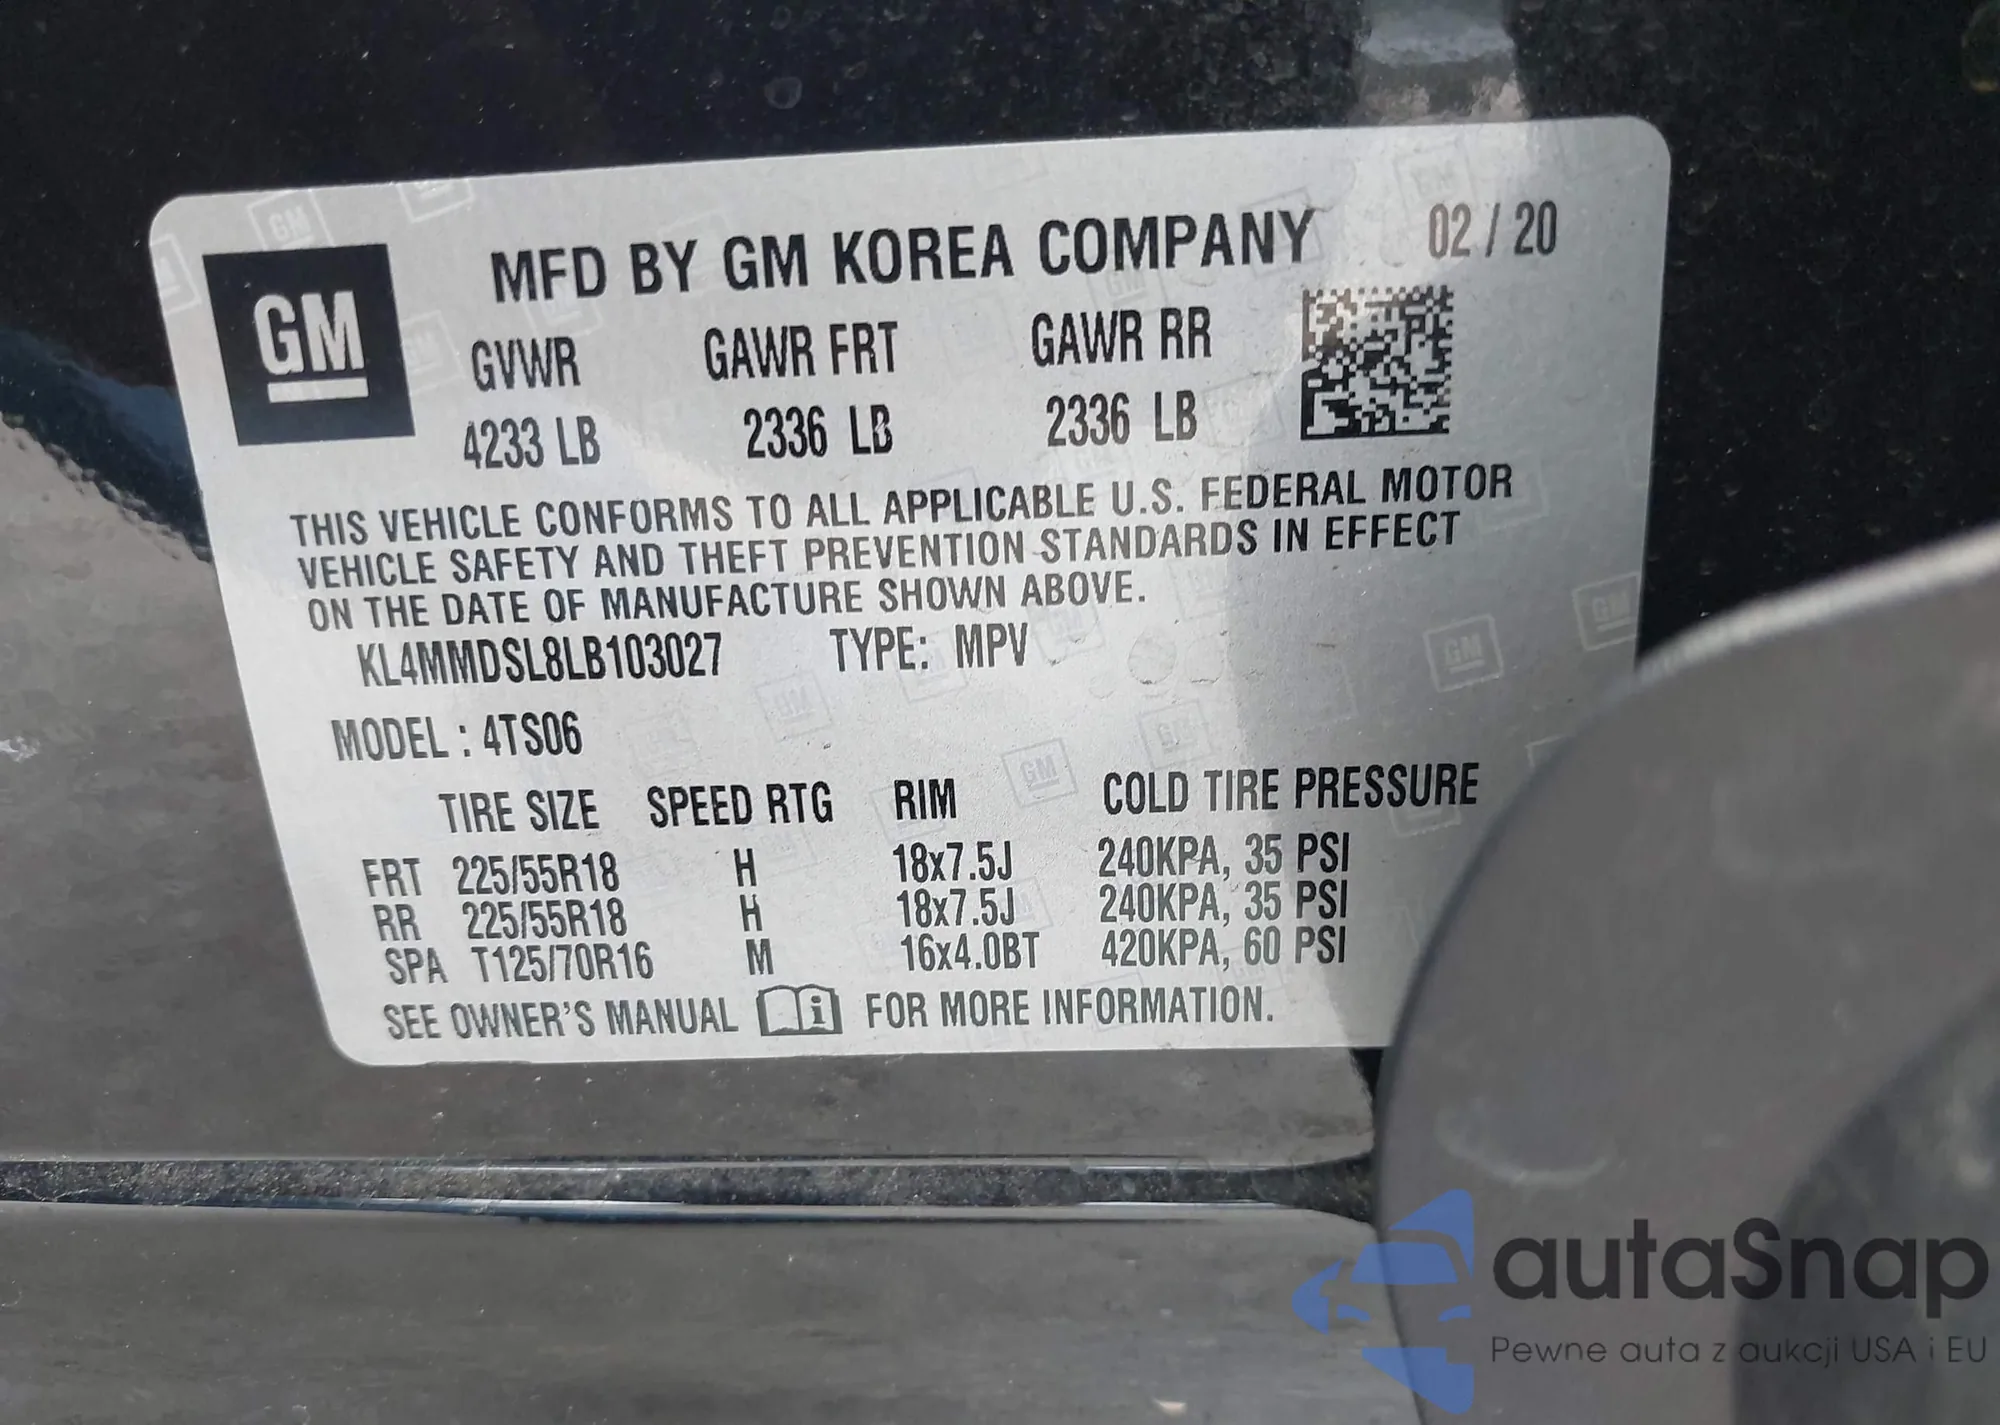 GM
MFD BY GM KOREA COMPANY 02 / 20
GVWR GAWR FRT GAWR RR
4233 LB 2336 LB 2336 LB
THIS VEHICLE CONFORMS TO ALL APPLICABLE U.S. FEDERAL MOTOR
VEHICLE SAFETY AND THEFT PREVENTION STANDARDS IN EFFECT
ON THE DATE OF MANUFACTURE SHOWN ABOVE.
KL4MMDSL8LB103027 TYPE: MPV
MODEL : 4TS06
TIRE SIZE SPEED RTG RIM COLD TIRE PRESSURE
FRT 225/55R18 H 18x7.5J 240KPA, 35 PSI
RR 225/55R18 H 18x7.5J 240KPA, 35 PSI
SPA T125/70R16 M 16x4.0BT 420KPA, 60 PSI
SEE OWNER'S MANUAL i FOR MORE INFORMATION.
autaSnap
Pewne auta z aukcji USA i EU